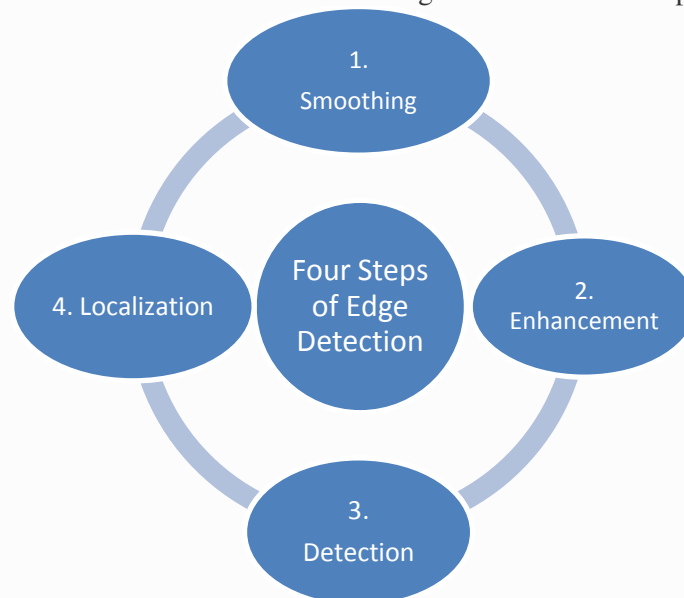 1.
Smoothing
2.
Enhancement
3.
Detection
4. Localization
Four Steps
of Edge
Detection